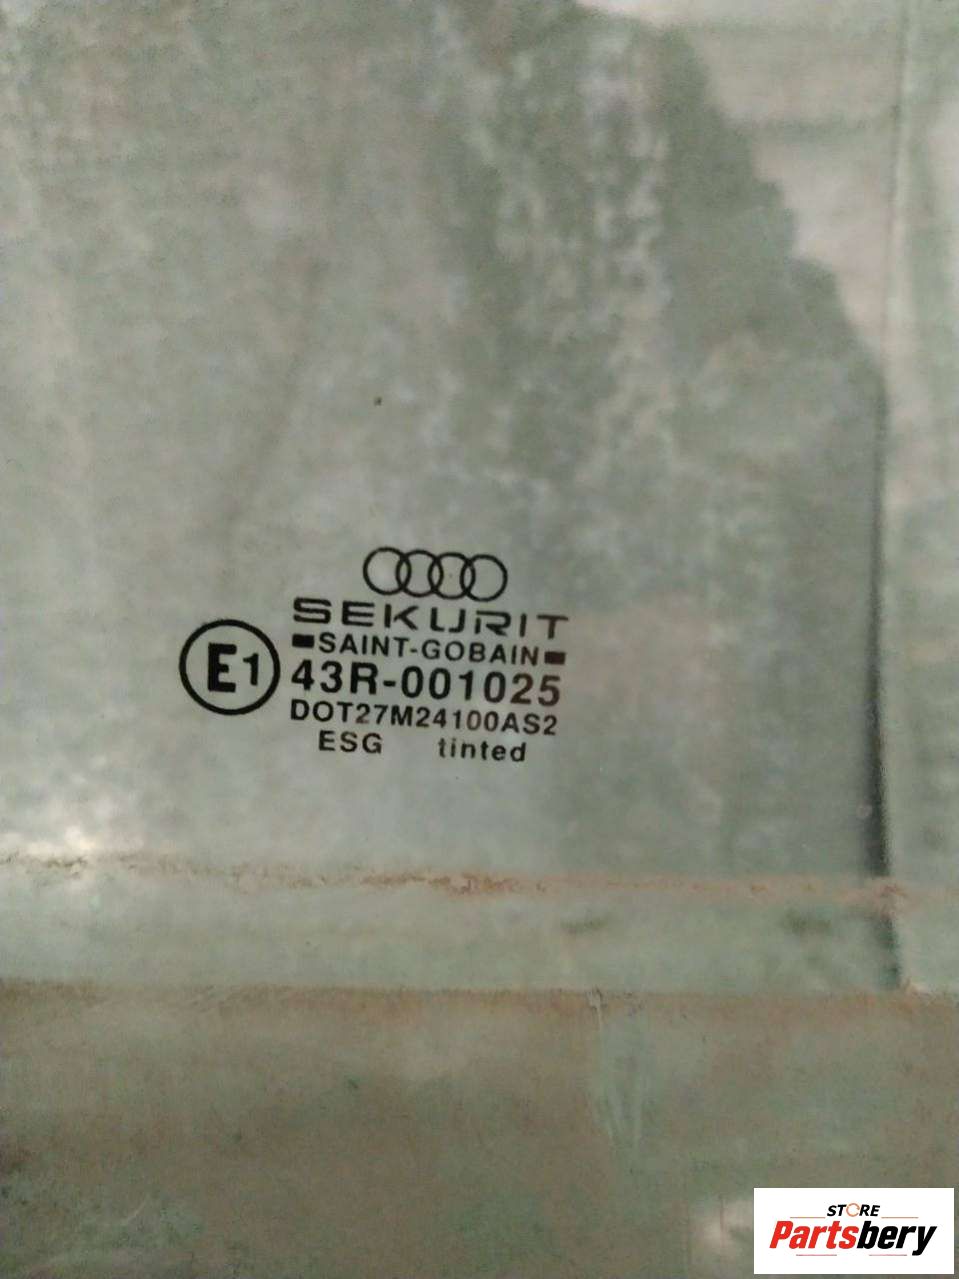 SEKURIT
SAINT-GOBAIN
E1
43R-001025
DOT27M24100AS2
ESG tinted
STORE
Partsbery